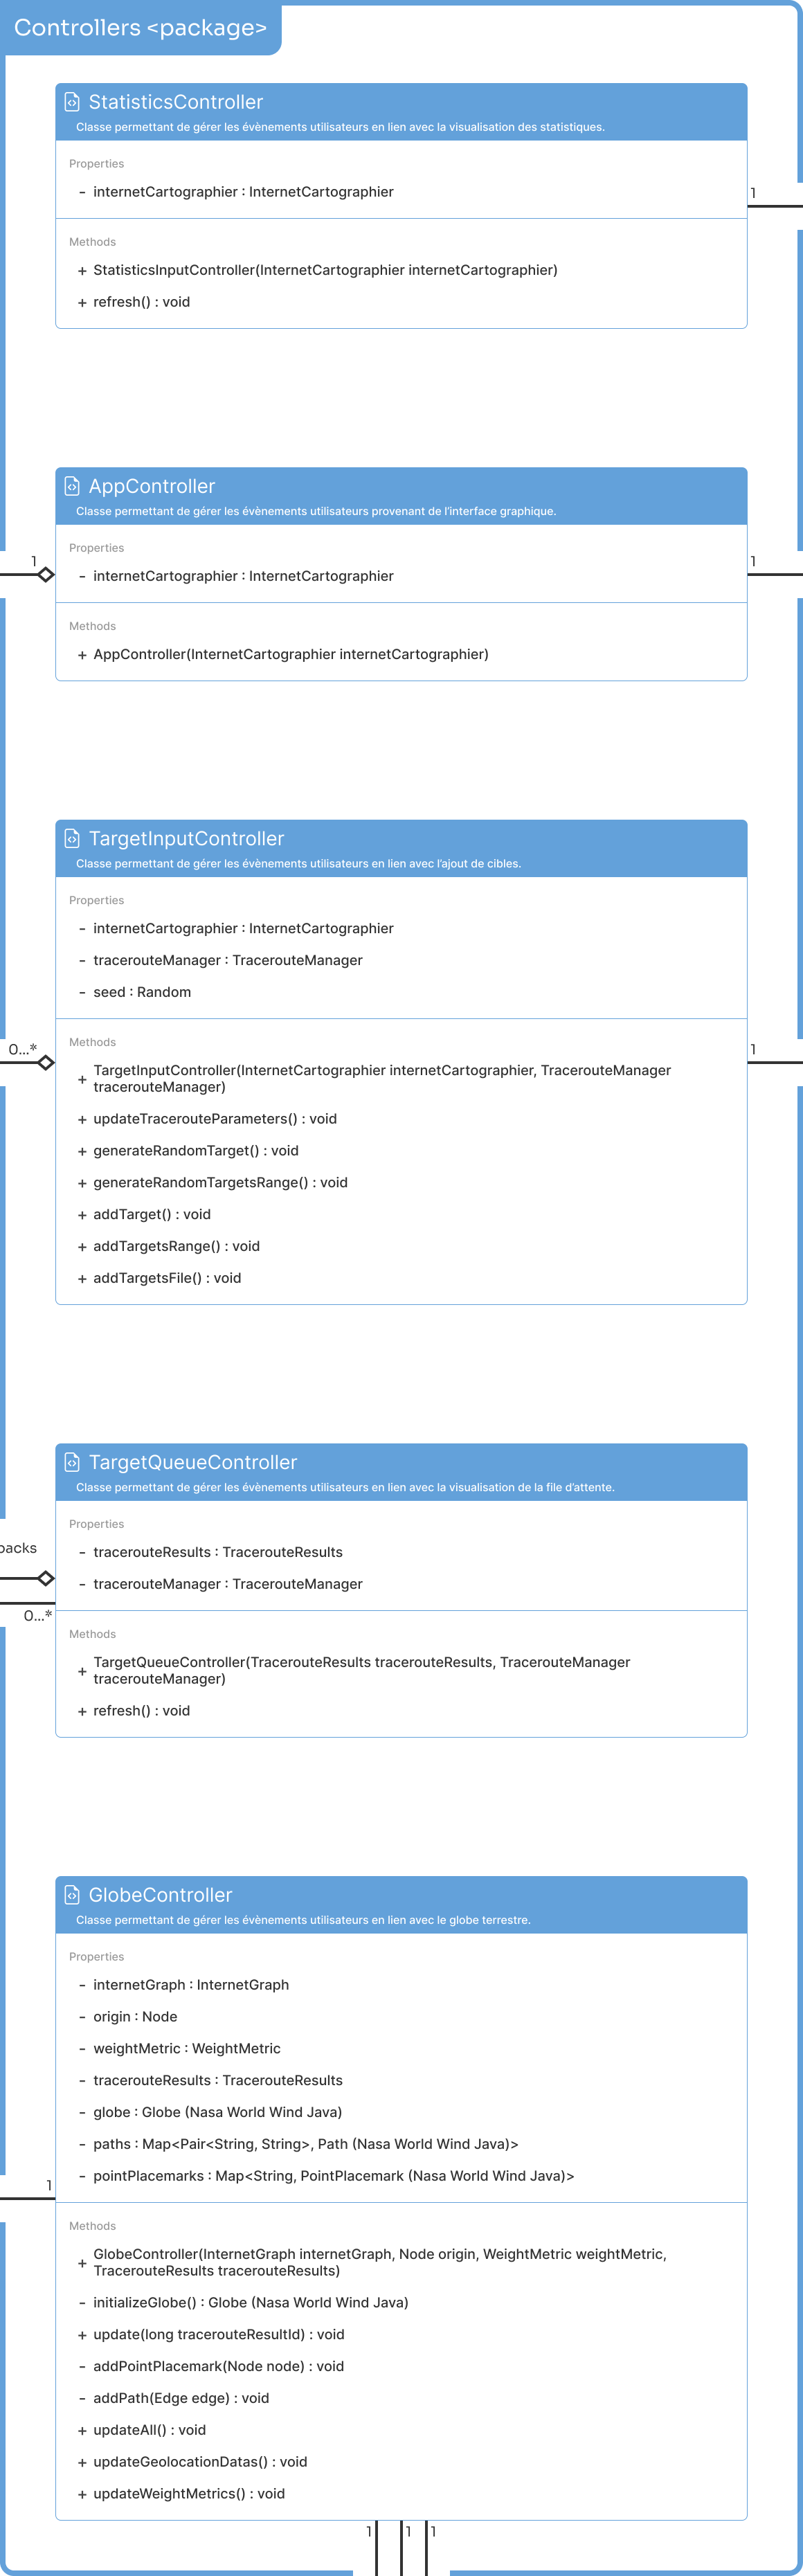 Controllers <package>
StatisticsController
Classe permettant de gérer les évènements utilisateurs en lien avec la visualisation des statistiques.
Properties
- internetCartographier : InternetCartographier
1
Methods
+ StatisticsInputController(InternetCartographier internetCartographier)
+ refresh() : void
AppController
Classe permettant de gérer les évènements utilisateurs provenant de l'interface graphique.
Properties
1
1
- internetCartographier : InternetCartographier
Methods
+ AppController(InternetCartographier internetCartographier)
TargetInputController
Classe permettant de gérer les évènements utilisateurs en lien avec l'ajout de cibles.
Properties
- internetCartographier : InternetCartographier
- tracerouteManager : TracerouteManager
- seed : Random
Methods
0...*
1
+ TargetInputController(InternetCartographier internetCartographier, TracerouteManager
tracerouteManager)
+ updateTracerouteParameters() : void
+ generateRandomTarget() : void
+ generateRandomTargetsRange() : void
+ addTarget() : void
+ addTargetsRange() : void
+ addTargetsFile() : void
TargetQueueController
Classe permettant de gérer les évènements utilisateurs en lien avec la visualisation de la file d'attente.
Properties
packs
- tracerouteResults : TracerouteResults
- tracerouteManager : TracerouteManager
0...*
Methods
+ TargetQueueController(TracerouteResults tracerouteResults, TracerouteManager
tracerouteManager)
+ refresh() : void
GlobeController
Classe permettant de gérer les évènements utilisateurs en lien avec le globe terrestre.
Properties
- internetGraph : InternetGraph
- origin : Node
- weightMetric : WeightMetric
- tracerouteResults : TracerouteResults
- globe : Globe (Nasa World Wind Java)
- paths : Map<Pair<String, String>, Path (Nasa World Wind Java)>
- pointPlacemarks : Map<String, PointPlacemark (Nasa World Wind Java)>
1
Methods
+ GlobeController(InternetGraph internetGraph, Node origin, WeightMetric weightMetric,
TracerouteResults tracerouteResults)
- initializeGlobe() : Globe (Nasa World Wind Java)
+ update(long tracerouteResultId) : void
- addPointPlacemark(Node node) : void
- addPath(Edge edge) : void
+ updateAll() : void
+ updateGeolocationDatas() : void
+ updateWeightMetrics() : void
1 1 1